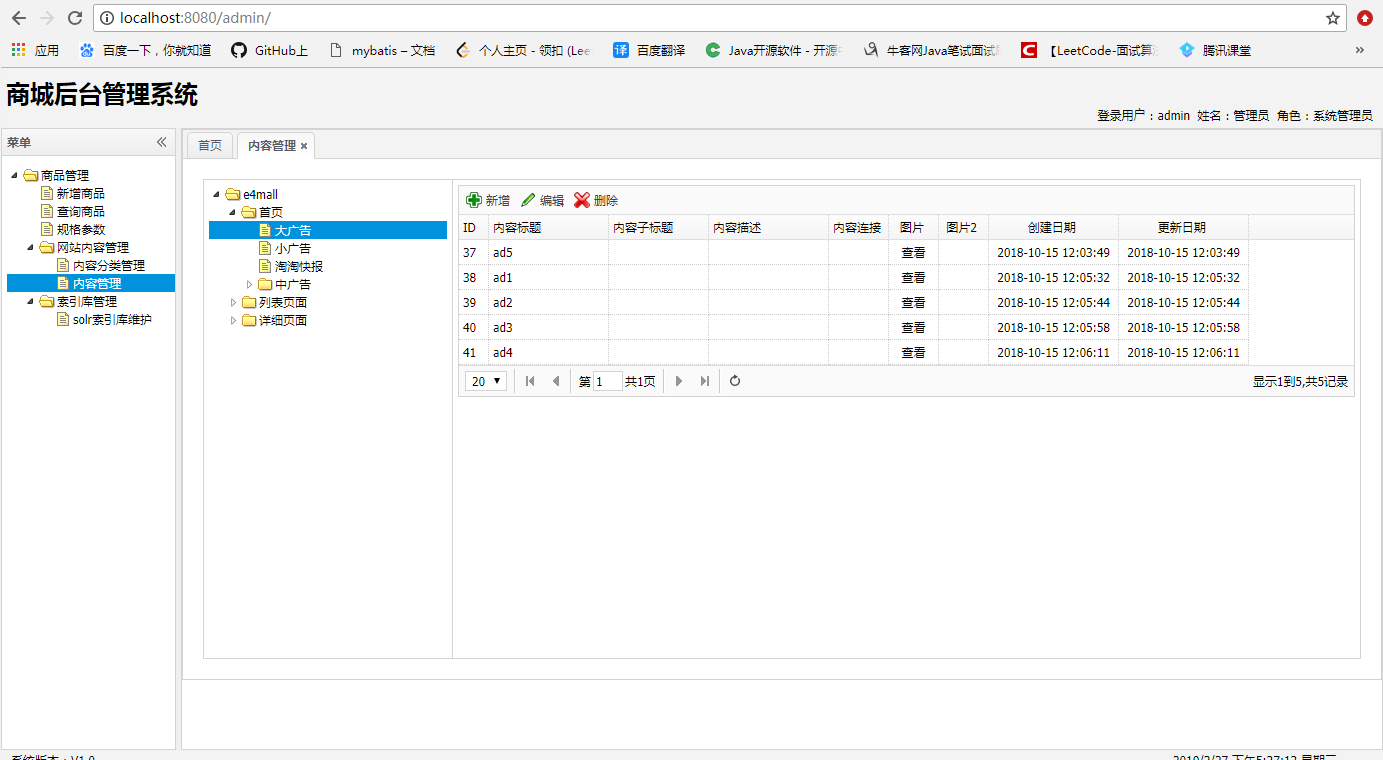 localhost:8080/admin/
应用 百度一下，你就知道 GitHub上 mybatis – 文档 个人主页 - 领扣 (Lee 百度翻译 Java开源软件 - 开源 牛客网Java笔试面试 【LeetCode-面试算 腾讯课堂 »
商城后台管理系统
登录用户：admin 姓名：管理员 角色：系统管理员
菜单
首页 内容管理
商品管理
新增商品
查询商品
规格参数
网站内容管理
内容分类管理
内容管理
索引库管理
solr索引库维护
e4mall
首页
大广告
小广告
淘淘快报
中广告
列表页面
详细页面
新增 编辑 删除
ID 内容标题 内容子标题 内容描述 内容连接 图片 图片2 创建日期 更新日期
37 ad5 查看 2018-10-15 12:03:49 2018-10-15 12:03:49
38 ad1 查看 2018-10-15 12:05:32 2018-10-15 12:05:32
39 ad2 查看 2018-10-15 12:05:44 2018-10-15 12:05:44
40 ad3 查看 2018-10-15 12:05:58 2018-10-15 12:05:58
41 ad4 查看 2018-10-15 12:06:11 2018-10-15 12:06:11
20 第 1 共1页 显示1到5,共5记录
系统版本：V1.0